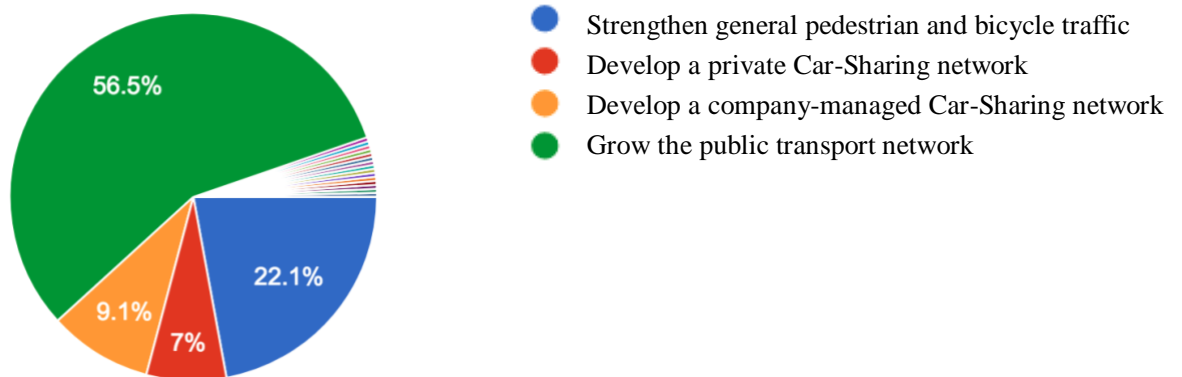 56.5%
22.1%
9.1%
7%
Strengthen general pedestrian and bicycle traffic
Develop a private Car-Sharing network
Develop a company-managed Car-Sharing network
Grow the public transport network